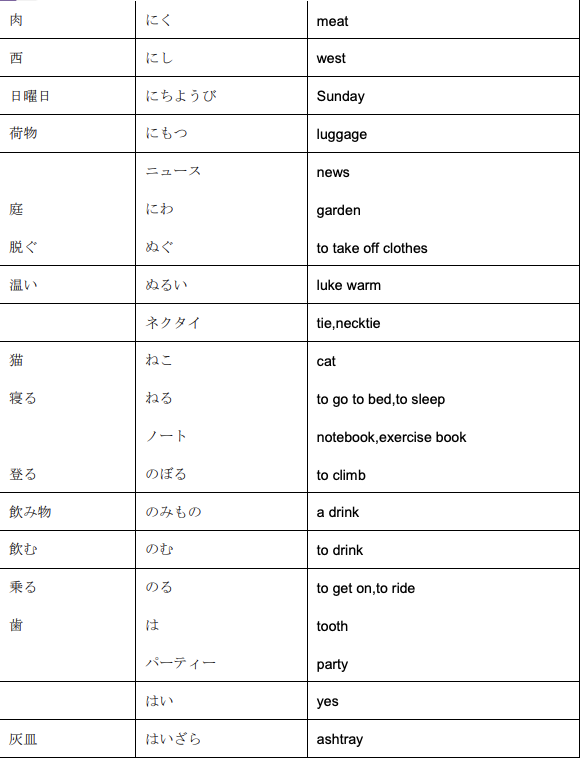 肉 にく meat
西 にし west
日曜日 にちようび Sunday
荷物 にもつ luggage
ニュース news
庭 にわ garden
脱ぐ ぬぐ to take off clothes
温い ぬるい luke warm
ネクタイ tie,necktie
猫 ねこ cat
寝る ねる to go to bed,to sleep
ノート notebook,exercise book
登る のぼる to climb
飲み物 のみもの a drink
飲む のむ to drink
乗る のる to get on,to ride
歯 は tooth
パーティー party
はい yes
灰皿 はいざら ashtray